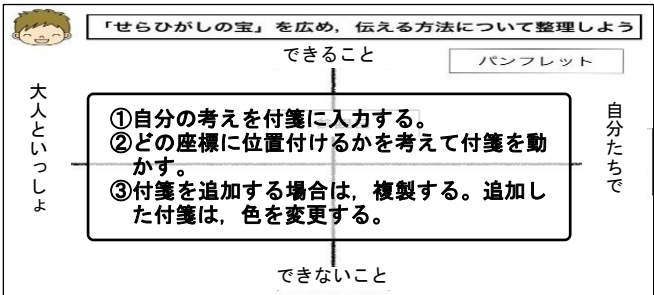 「せらひがしの宝」を広め,伝える方法について整理しよう
できること
パンフレット
大人といっしょ
①自分の考えを付箋に入力する。
②どの座標に位置付けるかを考えて付箋を動
かす。
③付箋を追加する場合は,複製する。追加し
た付箋は,色を変更する。
自分たちで
できないこと